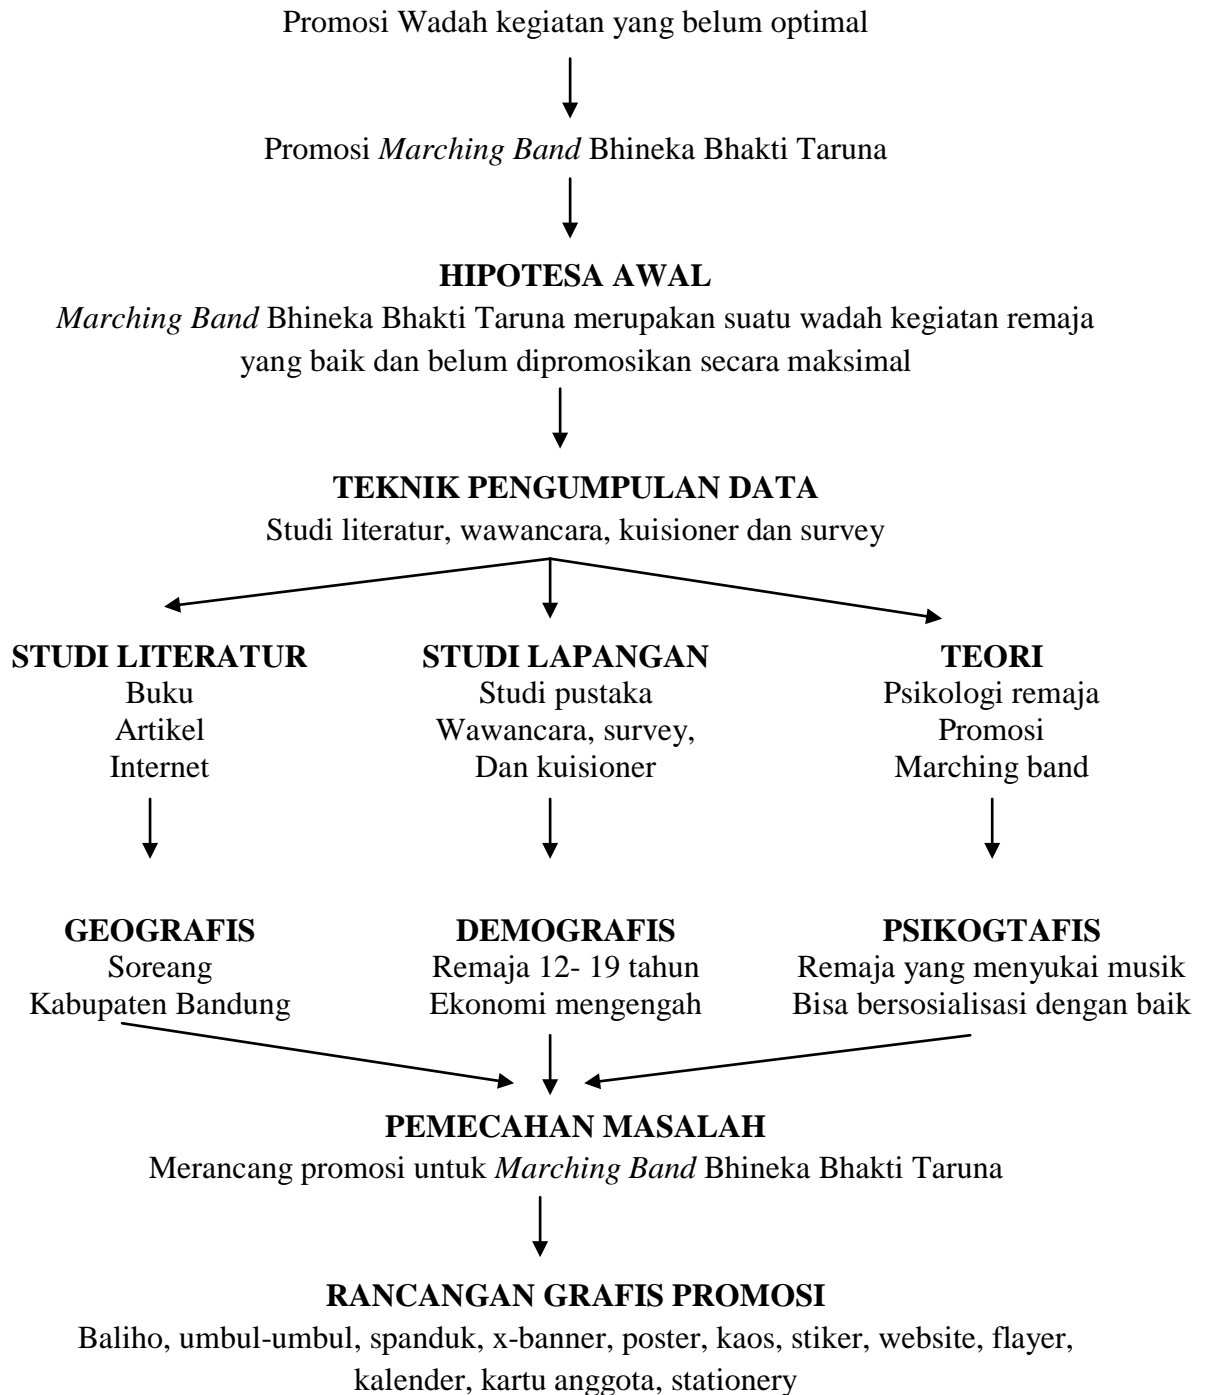 Promosi Wadah kegiatan yang belum optimal
Promosi Marching Band Bhineka Bhakti Taruna
HIPOTESA AWAL
Marching Band Bhineka Bhakti Taruna merupakan suatu wadah kegiatan remaja
yang baik dan belum dipromosikan secara maksimal
TEKNIK PENGUMPULAN DATA
Studi literatur, wawancara, kuisioner dan survey
STUDI LITERATUR
Buku
Artikel
Internet
STUDI LAPANGAN
Studi pustaka
Wawancara, survey,
Dan kuisioner
TEORI
Psikologi remaja
Promosi
Marching band
GEOGRAFIS
Soreang
Kabupaten Bandung
DEMOGRAFIS
Remaja 12- 19 tahun
Ekonomi mengengah
PSIKOGTAFIS
Remaja yang menyukai musik
Bisa bersosialisasi dengan baik
PEMECAHAN MASALAH
Merancang promosi untuk Marching Band Bhineka Bhakti Taruna
RANCANGAN GRAFIS PROMOSI
Baliho, umbul-umbul, spanduk, x-banner, poster, kaos, stiker, website, flayer,
kalender, kartu anggota, stationery